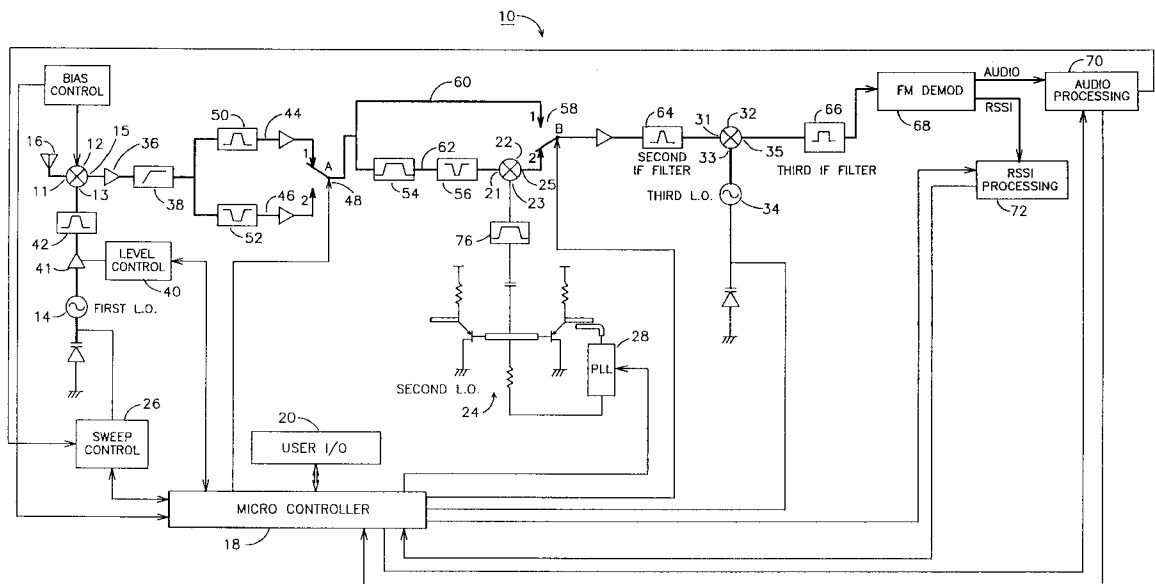 10
BIAS
CONTROL
16
12
15
36
11
13
38
42
41
LEVEL
CONTROL
40
14
FIRST L.O.
26
SWEEP
CONTROL
50
44
1
A
2
48
52
46
60
58
1
B
2
62
54
56
22
21
25
23
76
28
PLL
SECOND L.O.
24
64
SECOND
IF FILTER
31
32
33
35
THIRD L.O.
34
66
THIRD IF FILTER
FM DEMOD
68
AUDIO
RSSI
70
AUDIO
PROCESSING
RSSI
PROCESSING
72
20
USER I/O
MICRO CONTROLLER
18